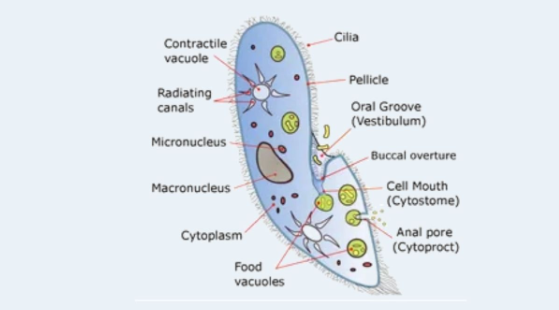 Cilia
Contractile
vacuole
Pellicle
Radiating
canals
Oral Groove
(Vestibulum)
Micronucleus
Buccal overture
Macronucleus
Cell Mouth
(Cytostome)
Cytoplasm
Anal pore
(Cytoproct)
Food
vacuoles